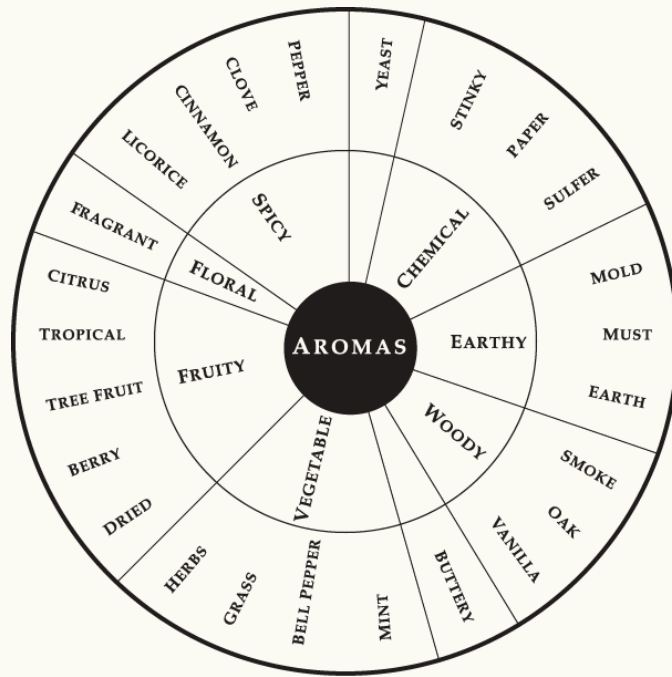 AROMAS
SPICY
LICORICE
CINNAMON
CLOVE
PEPPER
YEAST
CHEMICAL
STINKY
PAPER
SULFER
EARTHY
MOLD
MUST
EARTH
WOODY
SMOKE
OAK
VANILLA
BUTTERY
VEGETABLE
MINT
BELL PEPPER
GRASS
HERBS
FRUITY
DRIED
BERRY
TREE FRUIT
TROPICAL
CITRUS
FLORAL
FRAGRANT